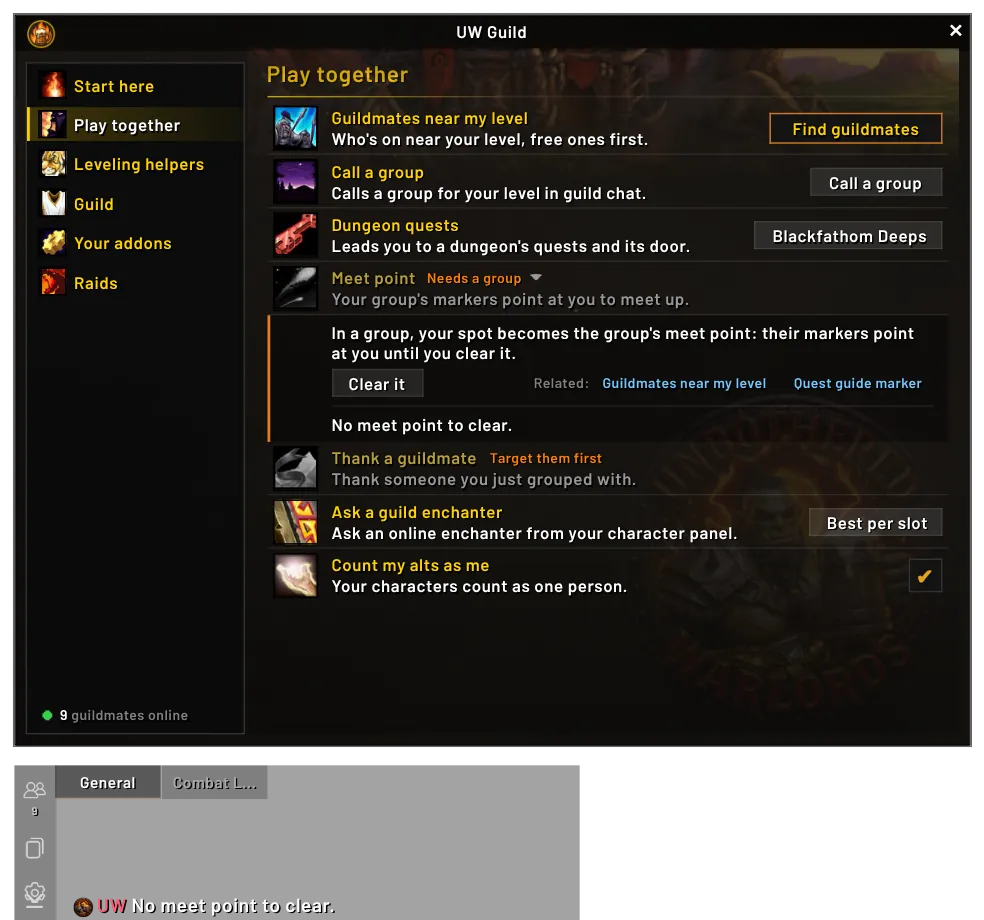 UW Guild
Start here
Play together
Leveling helpers
Guild
Your addons
Raids
9 guildmates online
Play together
Guildmates near my level
Who's on near your level, free ones first.
Find guildmates
Call a group
Calls a group for your level in guild chat.
Call a group
Dungeon quests
Leads you to a dungeon's quests and its door.
Blackfathom Deeps
Meet point Needs a group
Your group's markers point at you to meet up.
In a group, your spot becomes the group's meet point: their markers point
at you until you clear it.
Clear it
Related: Guildmates near my level Quest guide marker
No meet point to clear.
Thank a guildmate Target them first
Thank someone you just grouped with.
Ask a guild enchanter
Ask an online enchanter from your character panel.
Best per slot
Count my alts as me
Your characters count as one person.
WARLORDS
General Combat L...
9
UW No meet point to clear.